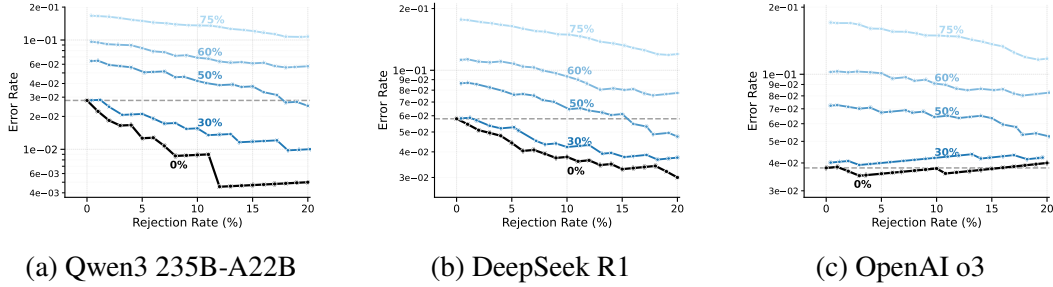 2e−01
1e−01
6e−02
4e−02
3e−02
2e−02
1e−02
6e−03
4e−03
Error Rate
75%
60%
50%
30%
0%
0 5 10 15 20
Rejection Rate (%)
(a) Qwen3 235B-A22B
2e−01
1e−01
9e−02
8e−02
7e−02
6e−02
5e−02
4e−02
3e−02
Error Rate
75%
60%
50%
30%
0%
0 5 10 15 20
Rejection Rate (%)
(b) DeepSeek R1
2e−01
1e−01
9e−02
8e−02
7e−02
6e−02
5e−02
4e−02
3e−02
Error Rate
75%
60%
50%
30%
0%
0 5 10 15 20
Rejection Rate (%)
(c) OpenAI o3